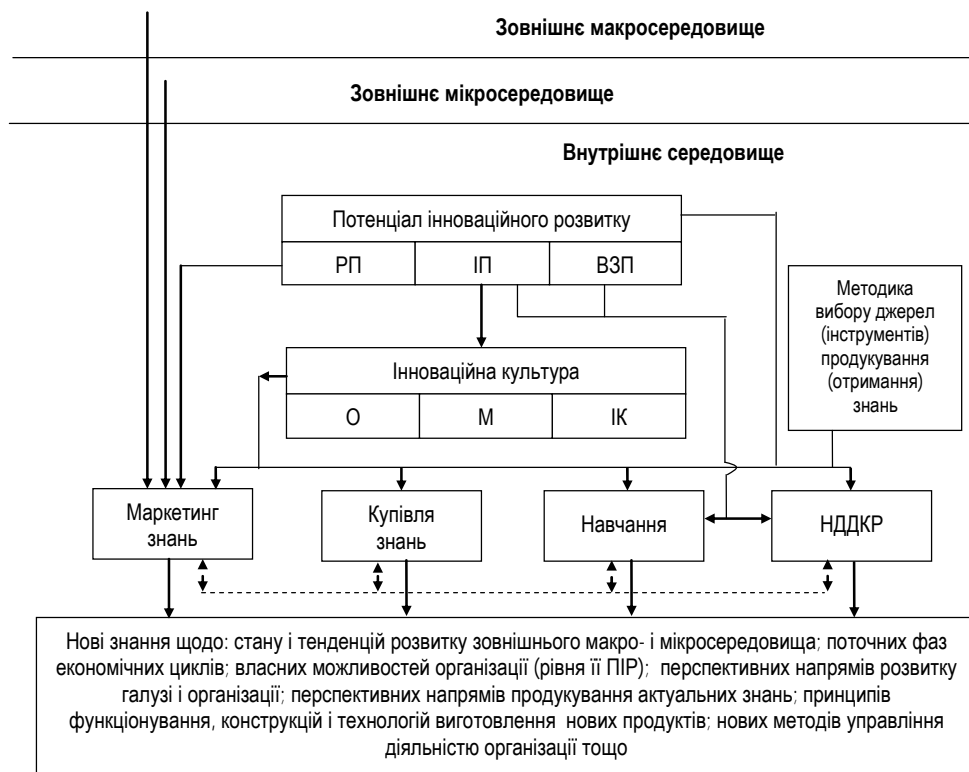 Зовнішнє макросередовище
Зовнішнє мікросередовище
Внутрішнє середовище
Потенціал інноваційного розвитку
РП
ІП
ВЗП
Методика
вибору джерел
(інструментів)
продукування
(отримання)
знань
Інноваційна культура
О
М
ІК
Маркетинг
знань
Купівля
знань
Навчання
НДДКР
Нові знання щодо: стану і тенденцій розвитку зовнішнього макро- і мікросередовища; поточних фаз
економічних циклів; власних можливостей організації (рівня її ПІР); перспективних напрямів розвитку
галузі і організації; перспективних напрямів продукування актуальних знань; принципів
функціонування, конструкцій і технологій виготовлення нових продуктів; нових методів управління
діяльністю організації тощо